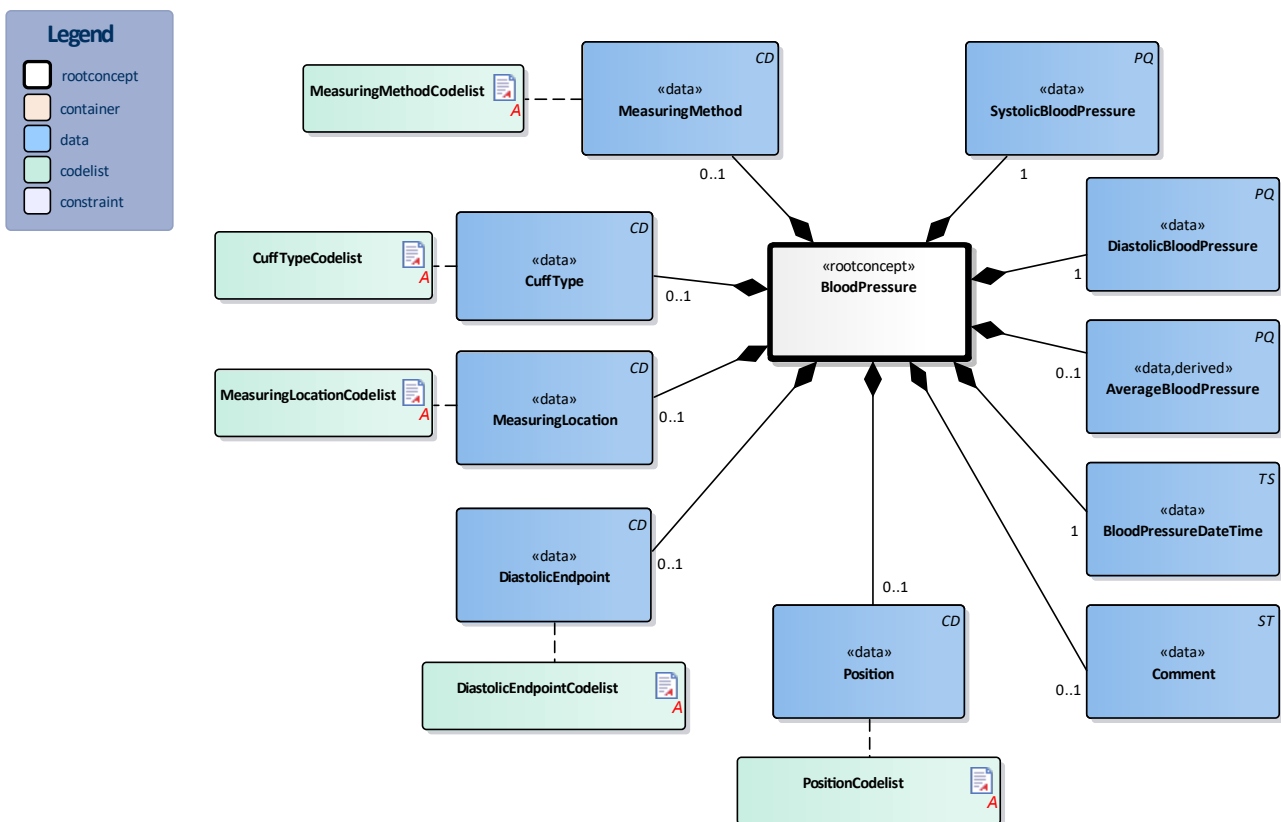 Legend
rootconcept
container
data
codelist
constraint
MeasuringMethodCodelist
A
CD
«data»
MeasuringMethod
0..1
PQ
«data»
SystolicBloodPressure
1
PQ
«data»
DiastolicBloodPressure
1
CuffTypeCodelist
A
CD
«data»
CuffType
0..1
«rootconcept»
BloodPressure
PQ
«data,derived»
AverageBloodPressure
0..1
MeasuringLocationCodelist
A
CD
«data»
MeasuringLocation
0..1
TS
«data»
BloodPressureDateTime
1
CD
«data»
DiastolicEndpoint
0..1
DiastolicEndpointCodelist
A
CD
«data»
Position
0..1
ST
«data»
Comment
0..1
PositionCodelist
A